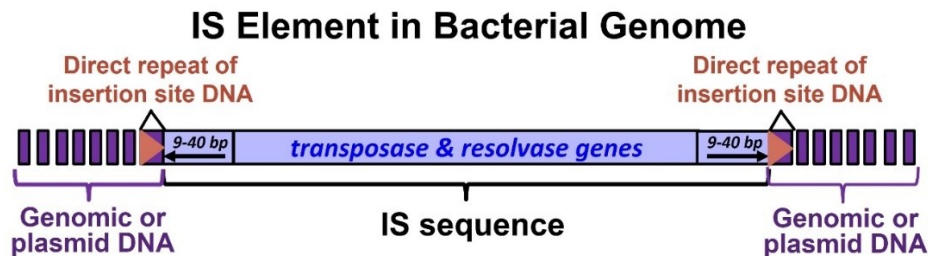 IS Element in Bacterial Genome
Direct repeat of
insertion site DNA
Direct repeat of
insertion site DNA
9-40 bp
transposase & resolvase genes
9-40 bp
Genomic or
plasmid DNA
IS sequence
Genomic or
plasmid DNA